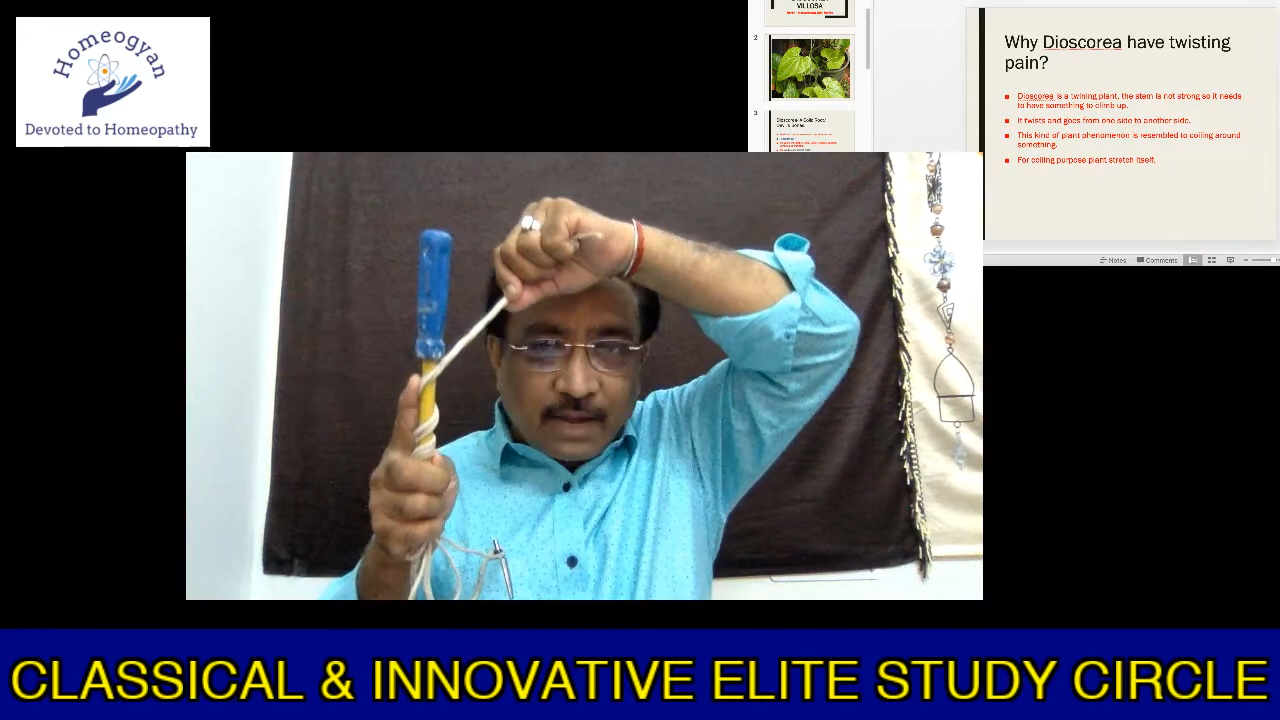 Homeogyan
Devoted to Homeopathy
VILLOSA
2
3
Why Dioscorea have twisting
pain?
Dioscorea is a twining plant, the stem is not strong so it needs
to have something to climb up.
It twists and goes from one side to another side.
This kind of plant phenomenon is resembled to coiling around
something.
For coiling purpose plant stretch itself.
Notes
Comments
CLASSICAL & INNOVATIVE ELITE STUDY CIRCLE